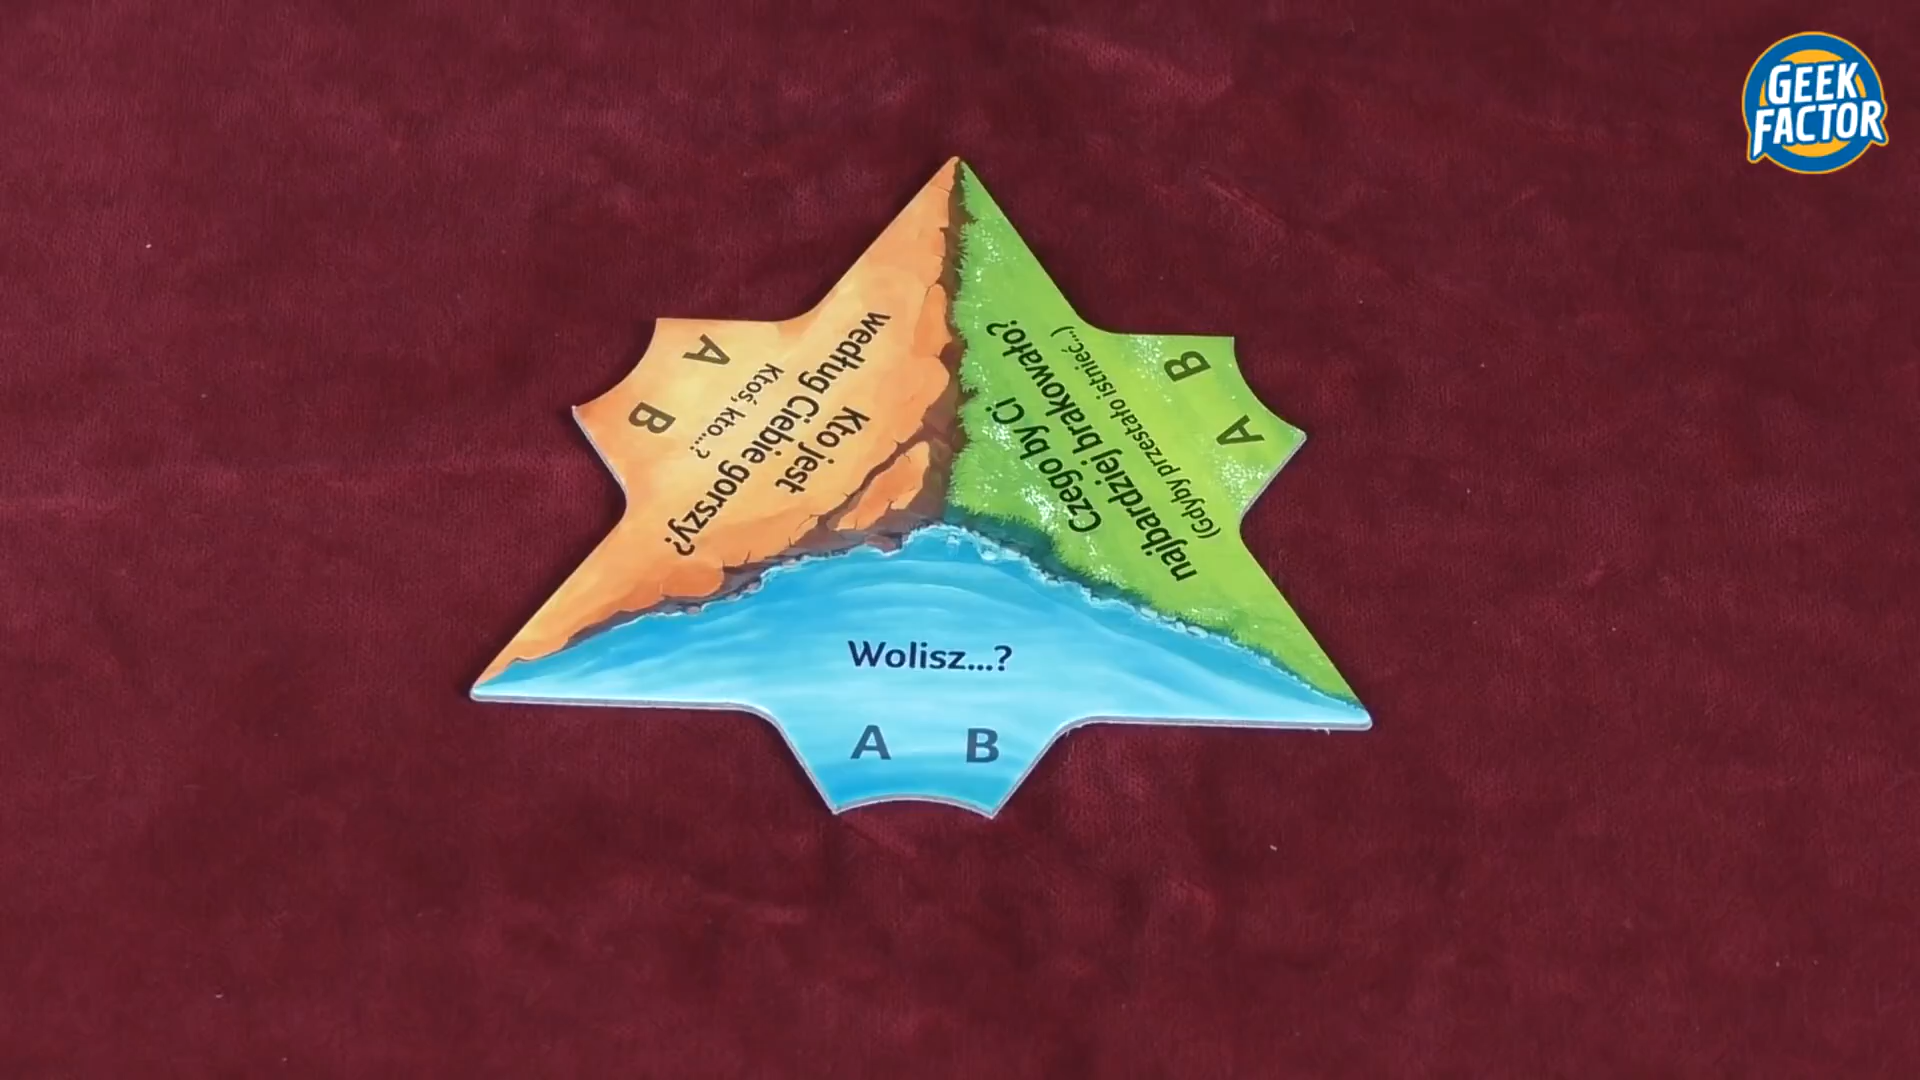 GEEK
FACTOR
Kto jest
według Ciebie gorszy?
Ktoś, kto...?
A B
Czego by Ci
najbardziej brakowało?
(Gdyby przestało istnieć...)
A B
Wolisz...?
A B